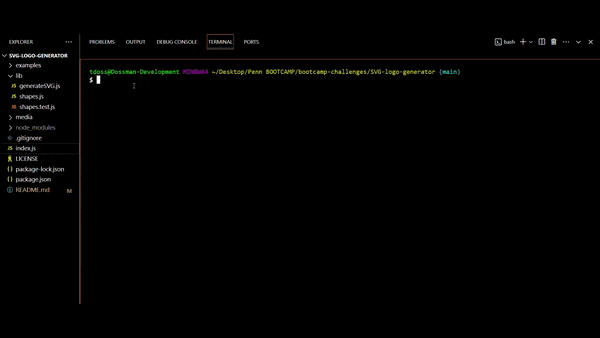 EXPLORER ···
PROBLEMS OUTPUT DEBUG CONSOLE TERMINAL PORTS
bash
SVG-LOGO-GENERATOR
examples
lib
JS generateSVG.js
JS shapes.js
JS shapes.test.js
media
node_modules
.gitignore
JS index.js
LICENSE
{} package-lock.json
{} package.json
README.md M
tdoss@Dossman-Development MINGW64 ~/Desktop/Penn BOOTCAMP/bootcamp-challenges/SVG-logo-generator (main)
$